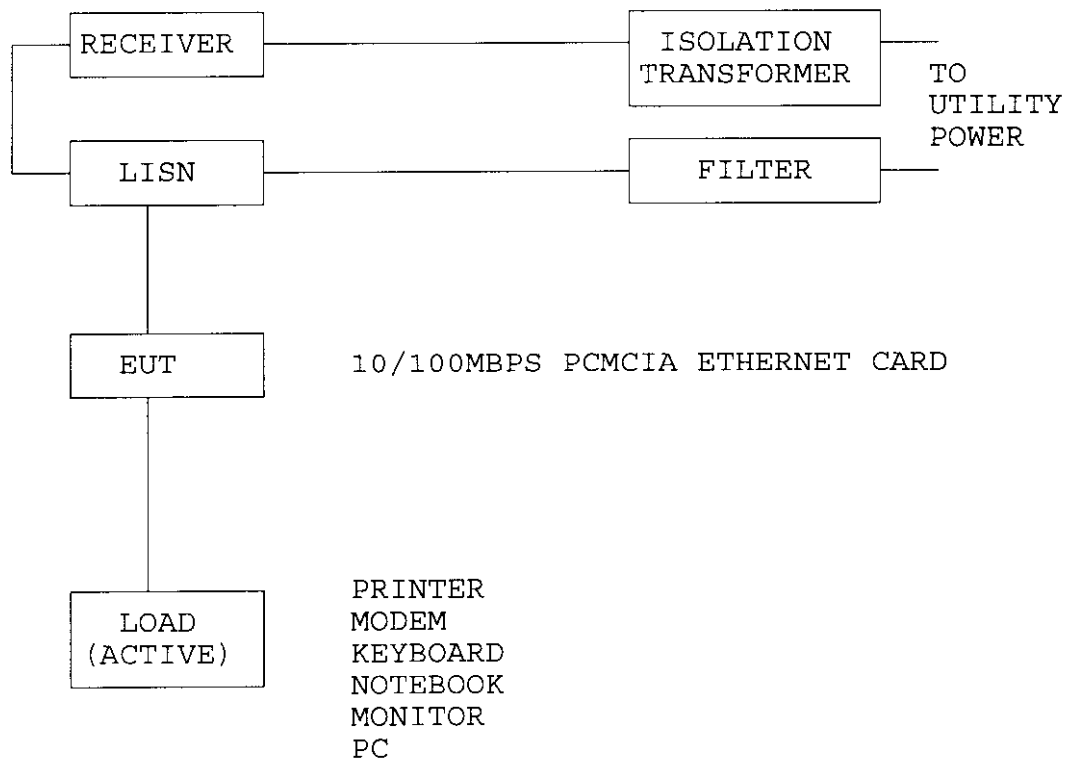 RECEIVER
ISOLATION
TRANSFORMER
TO
UTILITY
POWER
LISN
FILTER
EUT
10/100MBPS PCMCIA ETHERNET CARD
LOAD
(ACTIVE)
PRINTER
MODEM
KEYBOARD
NOTEBOOK
MONITOR
PC